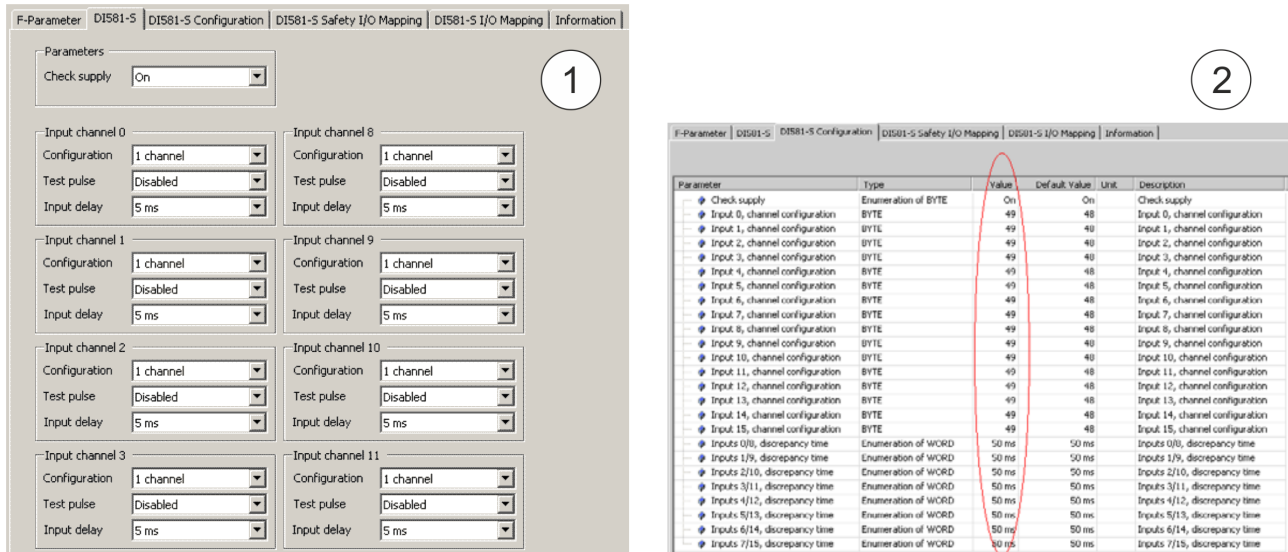 F-Parameter DI581-S DI581-S Configuration DI581-S Safety I/O Mapping DI581-S I/O Mapping Information
Parameters
Check supply On
1
Input channel 0
Configuration 1 channel
Test pulse Disabled
Input delay 5 ms
Input channel 8
Configuration 1 channel
Test pulse Disabled
Input delay 5 ms
Input channel 1
Configuration 1 channel
Test pulse Disabled
Input delay 5 ms
Input channel 9
Configuration 1 channel
Test pulse Disabled
Input delay 5 ms
Input channel 2
Configuration 1 channel
Test pulse Disabled
Input delay 5 ms
Input channel 10
Configuration 1 channel
Test pulse Disabled
Input delay 5 ms
Input channel 3
Configuration 1 channel
Test pulse Disabled
Input delay 5 ms
Input channel 11
Configuration 1 channel
Test pulse Disabled
Input delay 5 ms
2
F-Parameter DI581-S DI581-S Configuration DI581-S Safety I/O Mapping DI581-S I/O Mapping Information
Parameter Type Value Default Value Unit Description
Check supply Enumeration of BYTE On On Check supply
Input 0, channel configuration BYTE 49 48 Input 0, channel configuration
Input 1, channel configuration BYTE 49 48 Input 1, channel configuration
Input 2, channel configuration BYTE 49 48 Input 2, channel configuration
Input 3, channel configuration BYTE 49 48 Input 3, channel configuration
Input 4, channel configuration BYTE 49 48 Input 4, channel configuration
Input 5, channel configuration BYTE 49 48 Input 5, channel configuration
Input 6, channel configuration BYTE 49 48 Input 6, channel configuration
Input 7, channel configuration BYTE 49 48 Input 7, channel configuration
Input 8, channel configuration BYTE 49 48 Input 8, channel configuration
Input 9, channel configuration BYTE 49 48 Input 9, channel configuration
Input 10, channel configuration BYTE 49 48 Input 10, channel configuration
Input 11, channel configuration BYTE 49 48 Input 11, channel configuration
Input 12, channel configuration BYTE 49 48 Input 12, channel configuration
Input 13, channel configuration BYTE 49 48 Input 13, channel configuration
Input 14, channel configuration BYTE 49 48 Input 14, channel configuration
Input 15, channel configuration BYTE 49 48 Input 15, channel configuration
Inputs 0/8, discrepancy time Enumeration of WORD 50 ms 50 ms Inputs 0/8, discrepancy time
Inputs 1/9, discrepancy time Enumeration of WORD 50 ms 50 ms Inputs 1/9, discrepancy time
Inputs 2/10, discrepancy time Enumeration of WORD 50 ms 50 ms Inputs 2/10, discrepancy time
Inputs 3/11, discrepancy time Enumeration of WORD 50 ms 50 ms Inputs 3/11, discrepancy time
Inputs 4/12, discrepancy time Enumeration of WORD 50 ms 50 ms Inputs 4/12, discrepancy time
Inputs 5/13, discrepancy time Enumeration of WORD 50 ms 50 ms Inputs 5/13, discrepancy time
Inputs 6/14, discrepancy time Enumeration of WORD 50 ms 50 ms Inputs 6/14, discrepancy time
Inputs 7/15, discrepancy time Enumeration of WORD 50 ms 50 ms Inputs 7/15, discrepancy time